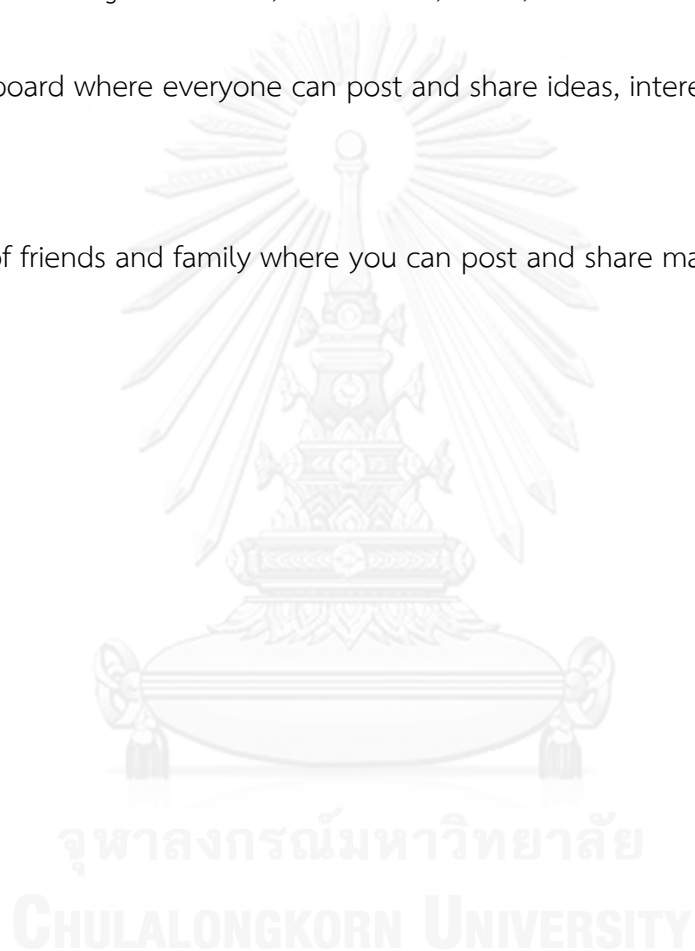 board where everyone can post and share ideas, intere
of friends and family where you can post and share ma
จุฬาลงกรณ์มหาวิทยาลัย
CHULALONGKORN UNIVERSITY